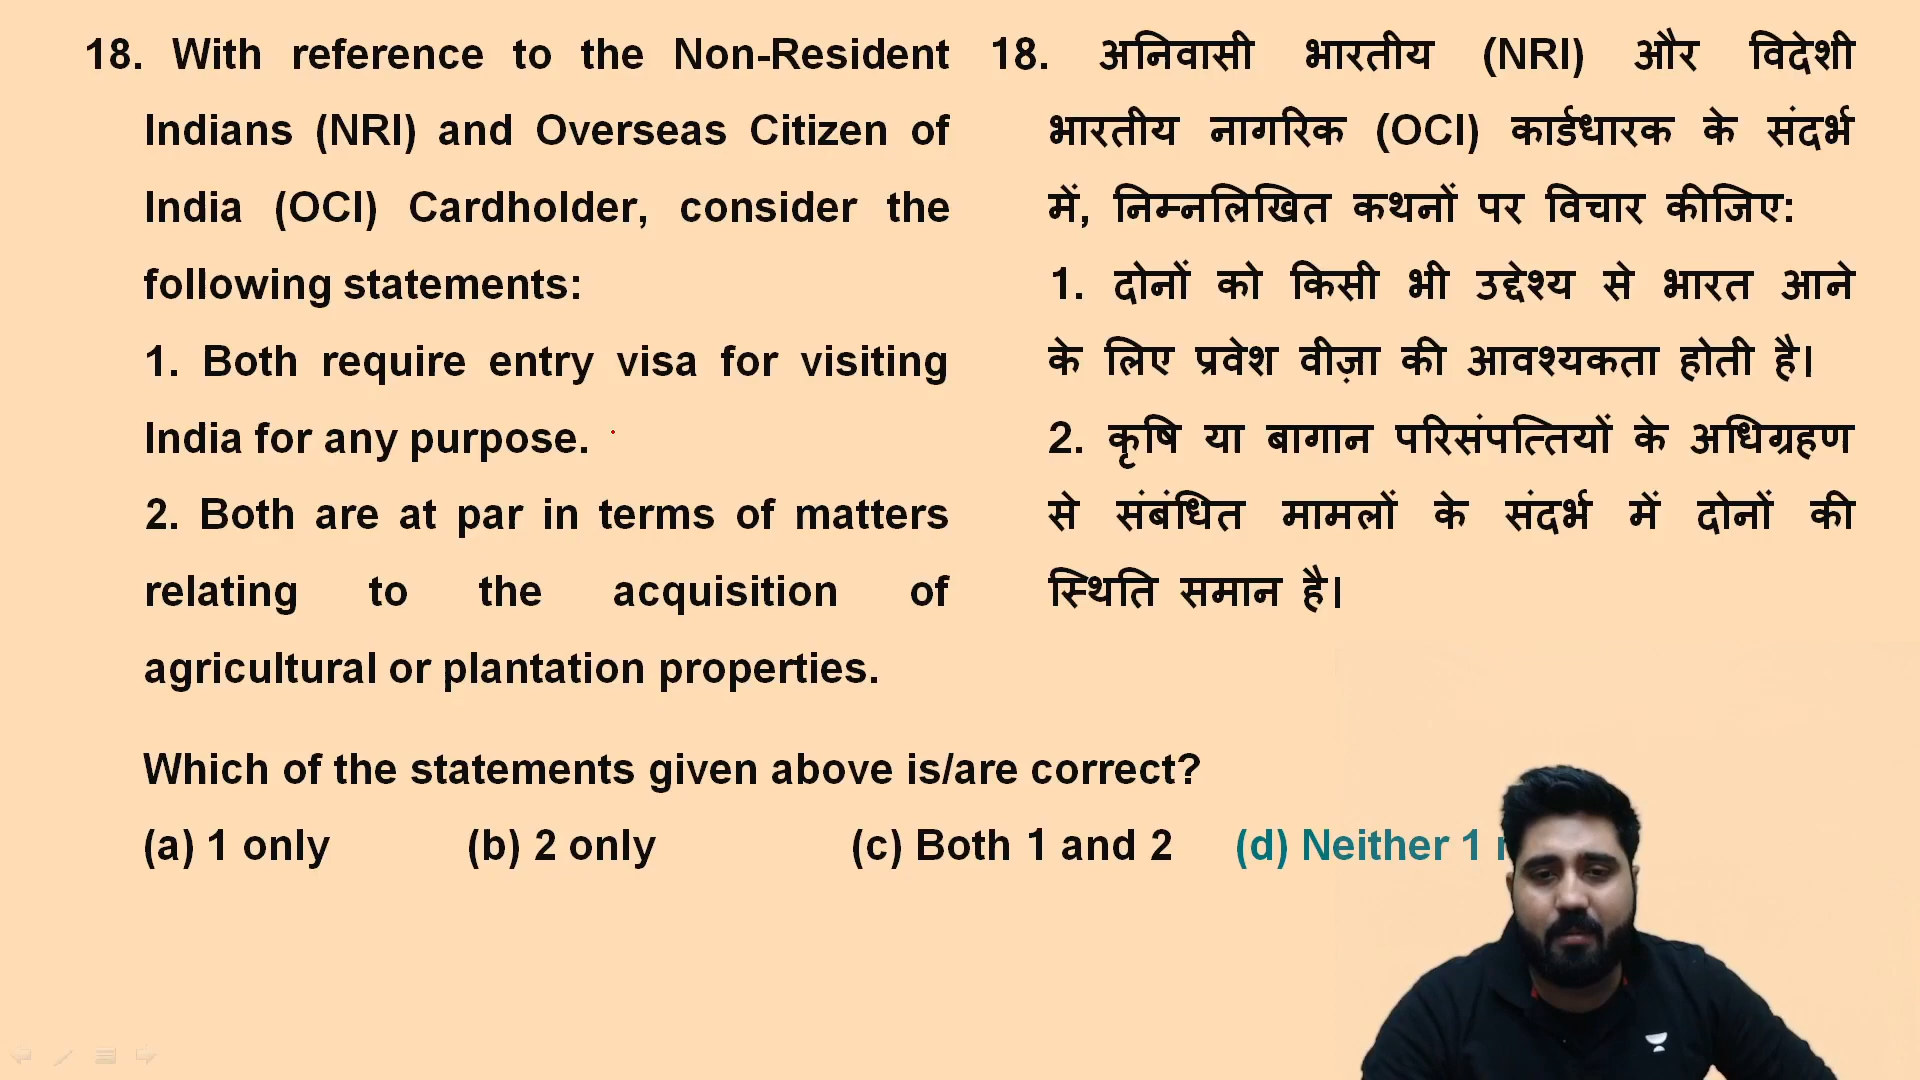 18. With reference to the Non-Resident
Indians (NRI) and Overseas Citizen of
India (OCI) Cardholder, consider the
following statements:
1. Both require entry visa for visiting
India for any purpose.
2. Both are at par in terms of matters
relating to the acquisition of
agricultural or plantation properties.
18. अनिवासी भारतीय (NRI) और विदेशी
भारतीय नागरिक (OCI) कार्डधारक के संदर्भ
में, निम्नलिखित कथनों पर विचार कीजिए:
1. दोनों को किसी भी उद्देश्य से भारत आने
के लिए प्रवेश वीज़ा की आवश्यकता होती है।
2. कृषि या बागान परिसंपत्तियों के अधिग्रहण
से संबंधित मामलों के संदर्भ में दोनों की
स्थिति समान है।
Which of the statements given above is/are correct?
(a) 1 only (b) 2 only (c) Both 1 and 2 (d) Neither 1